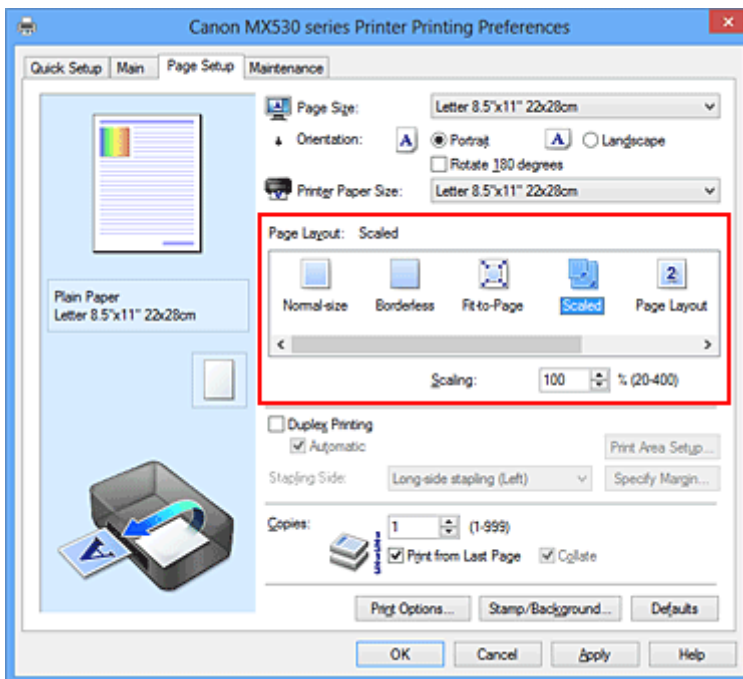 Canon MX530 series Printer Printing Preferences
Quick Setup Main Page Setup Maintenance
Page Size: Letter 8.5"x11" 22x28cm
Orientation: A Portrait A Landscape
Rotate 180 degrees
Printer Paper Size: Letter 8.5"x11" 22x28cm
Page Layout: Scaled
Normal-size Borderless Fit-to-Page Scaled Page Layout
Scaling: 100 % (20-400)
Plain Paper
Letter 8.5"x11" 22x28cm
Duplex Printing
Automatic
Print Area Setup...
Stapling Side: Long-side stapling (Left) Specify Margin...
Copies: 1 (1-999)
Print from Last Page Collate
Print Options... Stamp/Background... Defaults
OK Cancel Apply Help